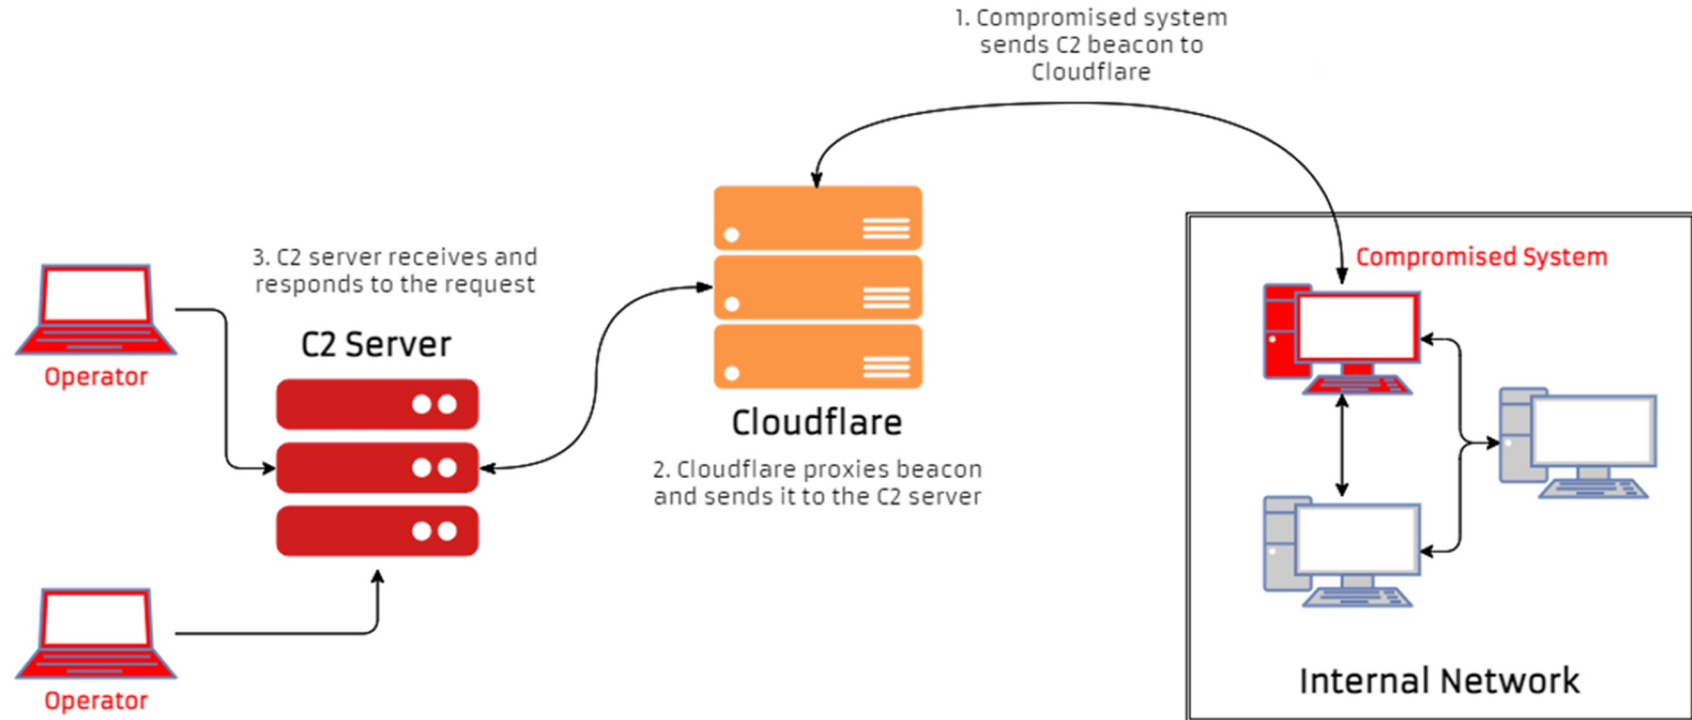 1. Compromised system
sends C2 beacon to
Cloudflare
3. C2 server receives and
responds to the request
C2 Server
Operator
Operator
Cloudflare
2. Cloudflare proxies beacon
and sends it to the C2 server
Compromised System
Internal Network